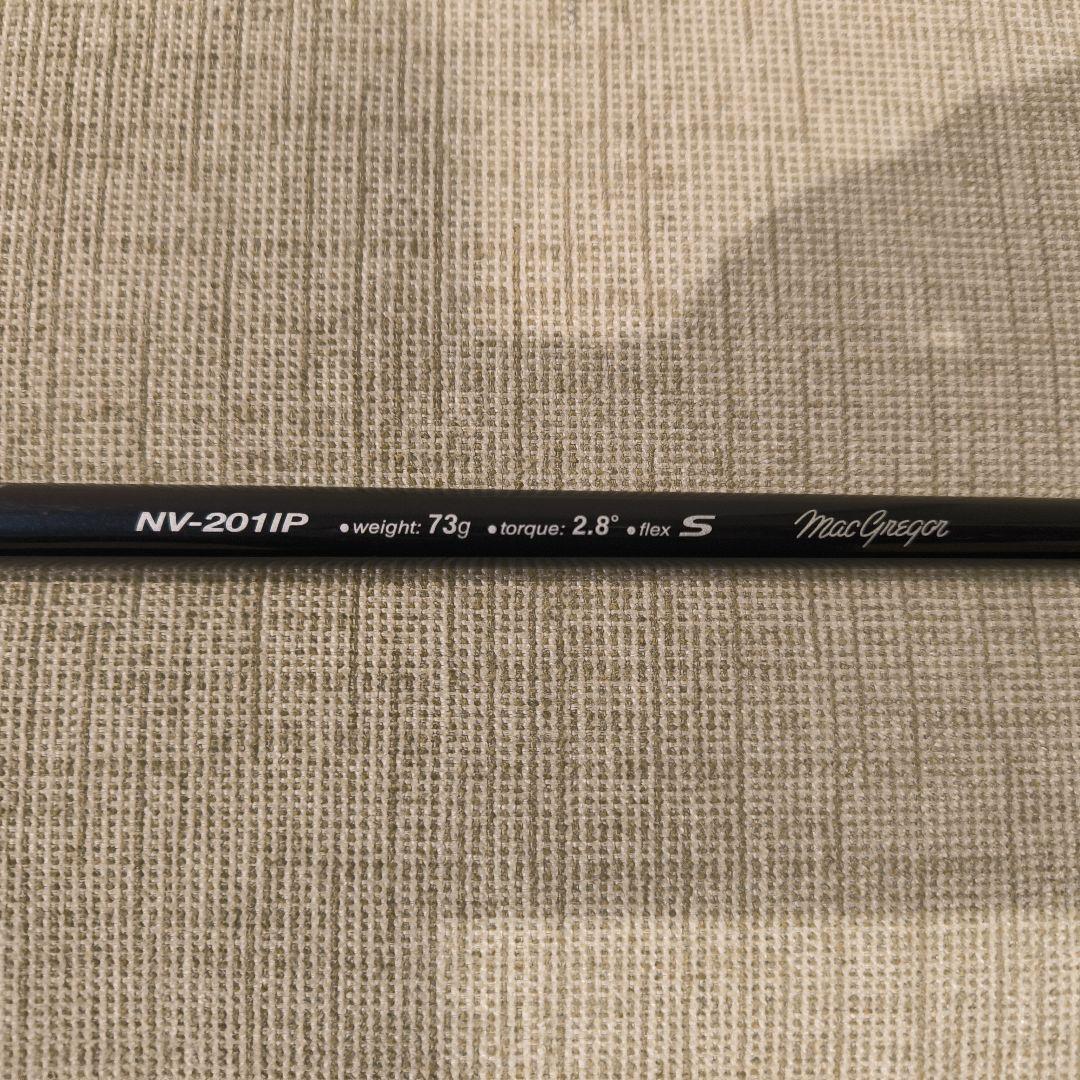 NV-201IP •weight: 73g •torque: 2.8° •flex S MacGregor